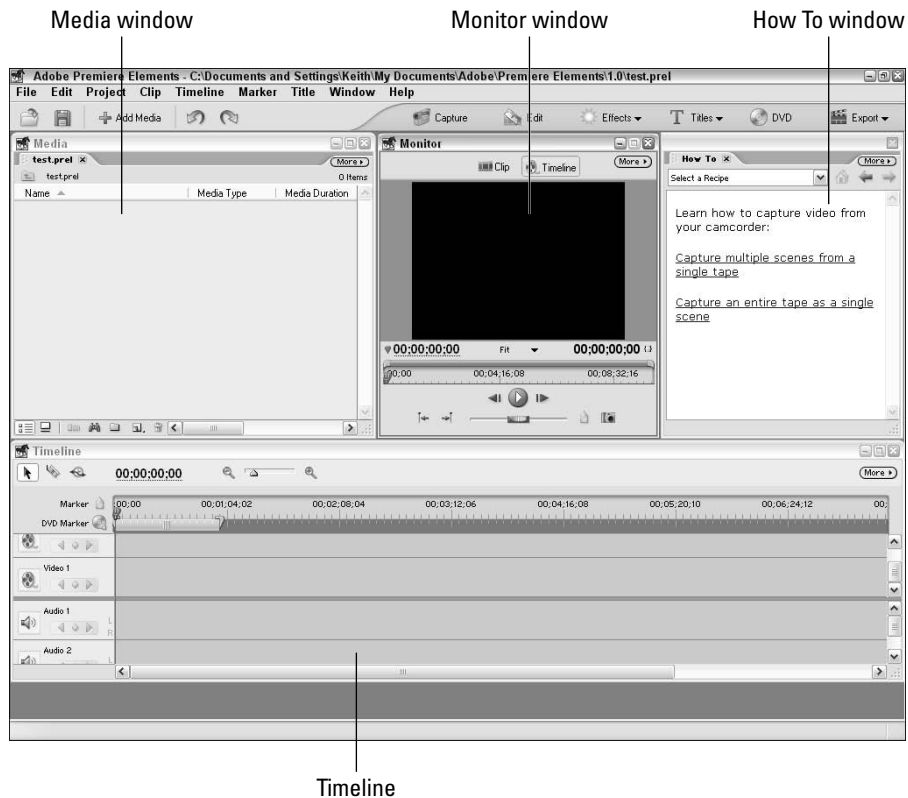 Media window
Monitor window
How To window
Adobe Premiere Elements - C:\Documents and Settings\Keith\My Documents\Adobe\Premiere Elements\1.0\test.prel
File Edit Project Clip Timeline Marker Title Window Help
Add Media
Capture
Edit
Effects
Titles
DVD
Export
Media
test.prel
More
test.prel
0 Items
Name
Media Type
Media Duration
Monitor
Clip
Timeline
More
00;00;00;00
Fit
00;00;00;00
00;00
00;04;16;08
00;08;32;16
How To
More
Select a Recipe
Learn how to capture video from
your camcorder:
Capture multiple scenes from a
single tape
Capture an entire tape as a single
scene
Timeline
00;00;00;00
More
Marker
DVD Marker
00;00
00;01;04;02
00;02;08;04
00;03;12;06
00;04;16;08
00;05;20;10
00;06;24;12
00;
Video 1
Audio 1
L
R
Audio 2
L
Timeline